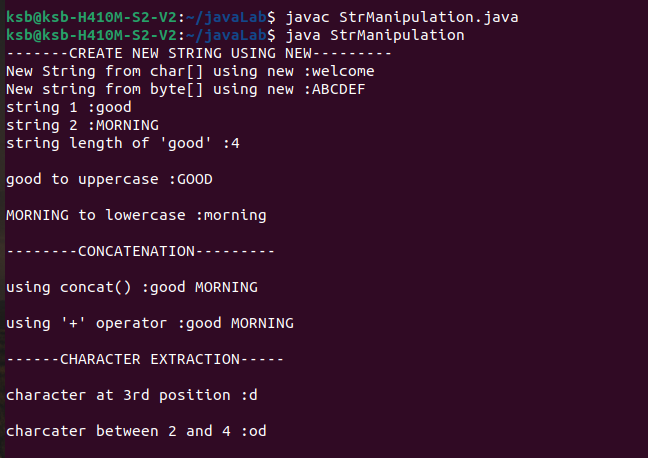 ksb@ksb-H410M-S2-V2:~/javaLab$ javac StrManipulation.java
ksb@ksb-H410M-S2-V2:~/javaLab$ java StrManipulation
-------CREATE NEW STRING USING NEW---------
New String from char[] using new :welcome
New string from byte[] using new :ABCDEF
string 1 :good
string 2 :MORNING
string length of 'good' :4
good to uppercase :GOOD
MORNING to lowercase :morning
--------CONCATENATION---------
using concat() :good MORNING
using '+' operator :good MORNING
------CHARACTER EXTRACTION-----
character at 3rd position :d
charcater between 2 and 4 :od